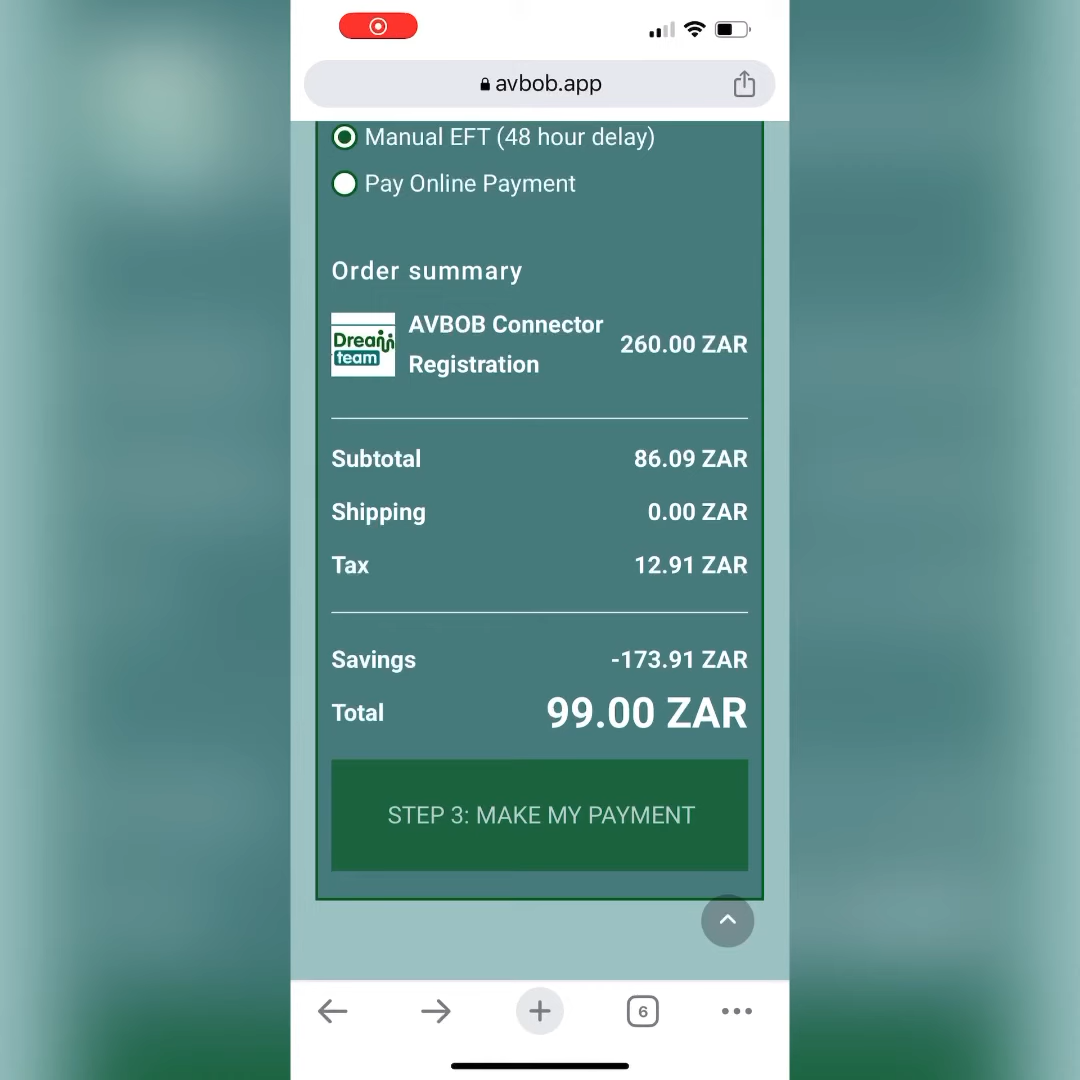 avbob.app
Manual EFT (48 hour delay)
Pay Online Payment
Order summary
Dream
team
AVBOB Connector
Registration
260.00 ZAR
Subtotal 86.09 ZAR
Shipping 0.00 ZAR
Tax 12.91 ZAR
Savings -173.91 ZAR
Total 99.00 ZAR
STEP 3: MAKE MY PAYMENT
6